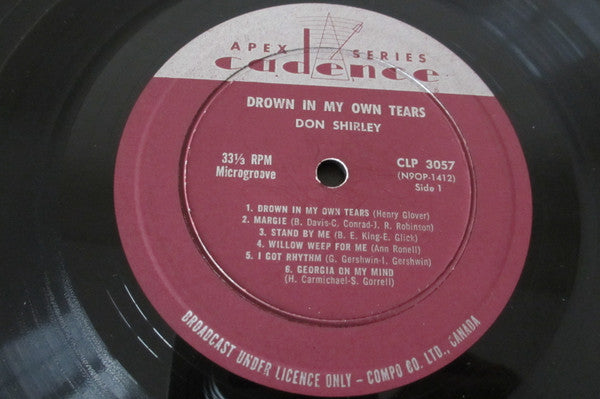 APEX SERIES
cadence
DROWN IN MY OWN TEARS
DON SHIRLEY
33⅓ RPM
Microgroove
CLP 3057
(N9OP-1412)
Side 1
1. DROWN IN MY OWN TEARS (Henry Glover)
2. MARGIE (B. Davis-C. Conrad-J. R. Robinson)
3. STAND BY ME (B. E. King-E. Glick)
4. WILLOW WEEP FOR ME (Ann Ronell)
5. I GOT RHYTHM (G. Gershwin-I. Gershwin)
6. GEORGIA ON MY MIND
(H. Carmichael-S. Gorrell)
BROADCAST UNDER LICENCE ONLY - COMPO CO. LTD., CANADA